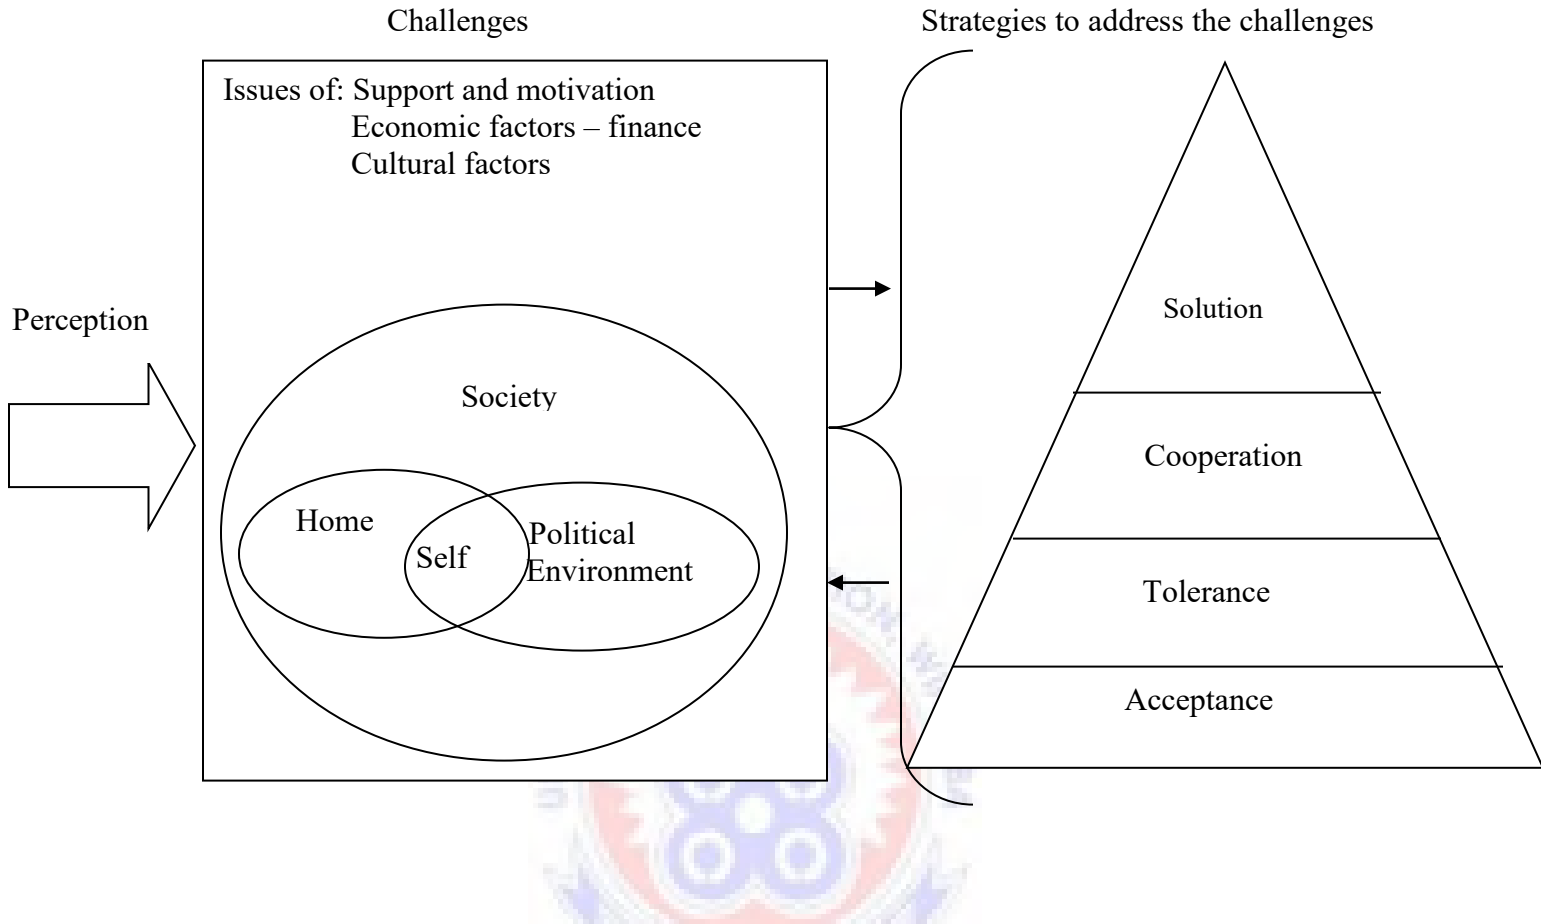 Challenges
Strategies to address the challenges
Issues of: Support and motivation
Economic factors – finance
Cultural factors
Perception
Society
Home
Self
Political
Environment
Solution
Cooperation
Tolerance
Acceptance